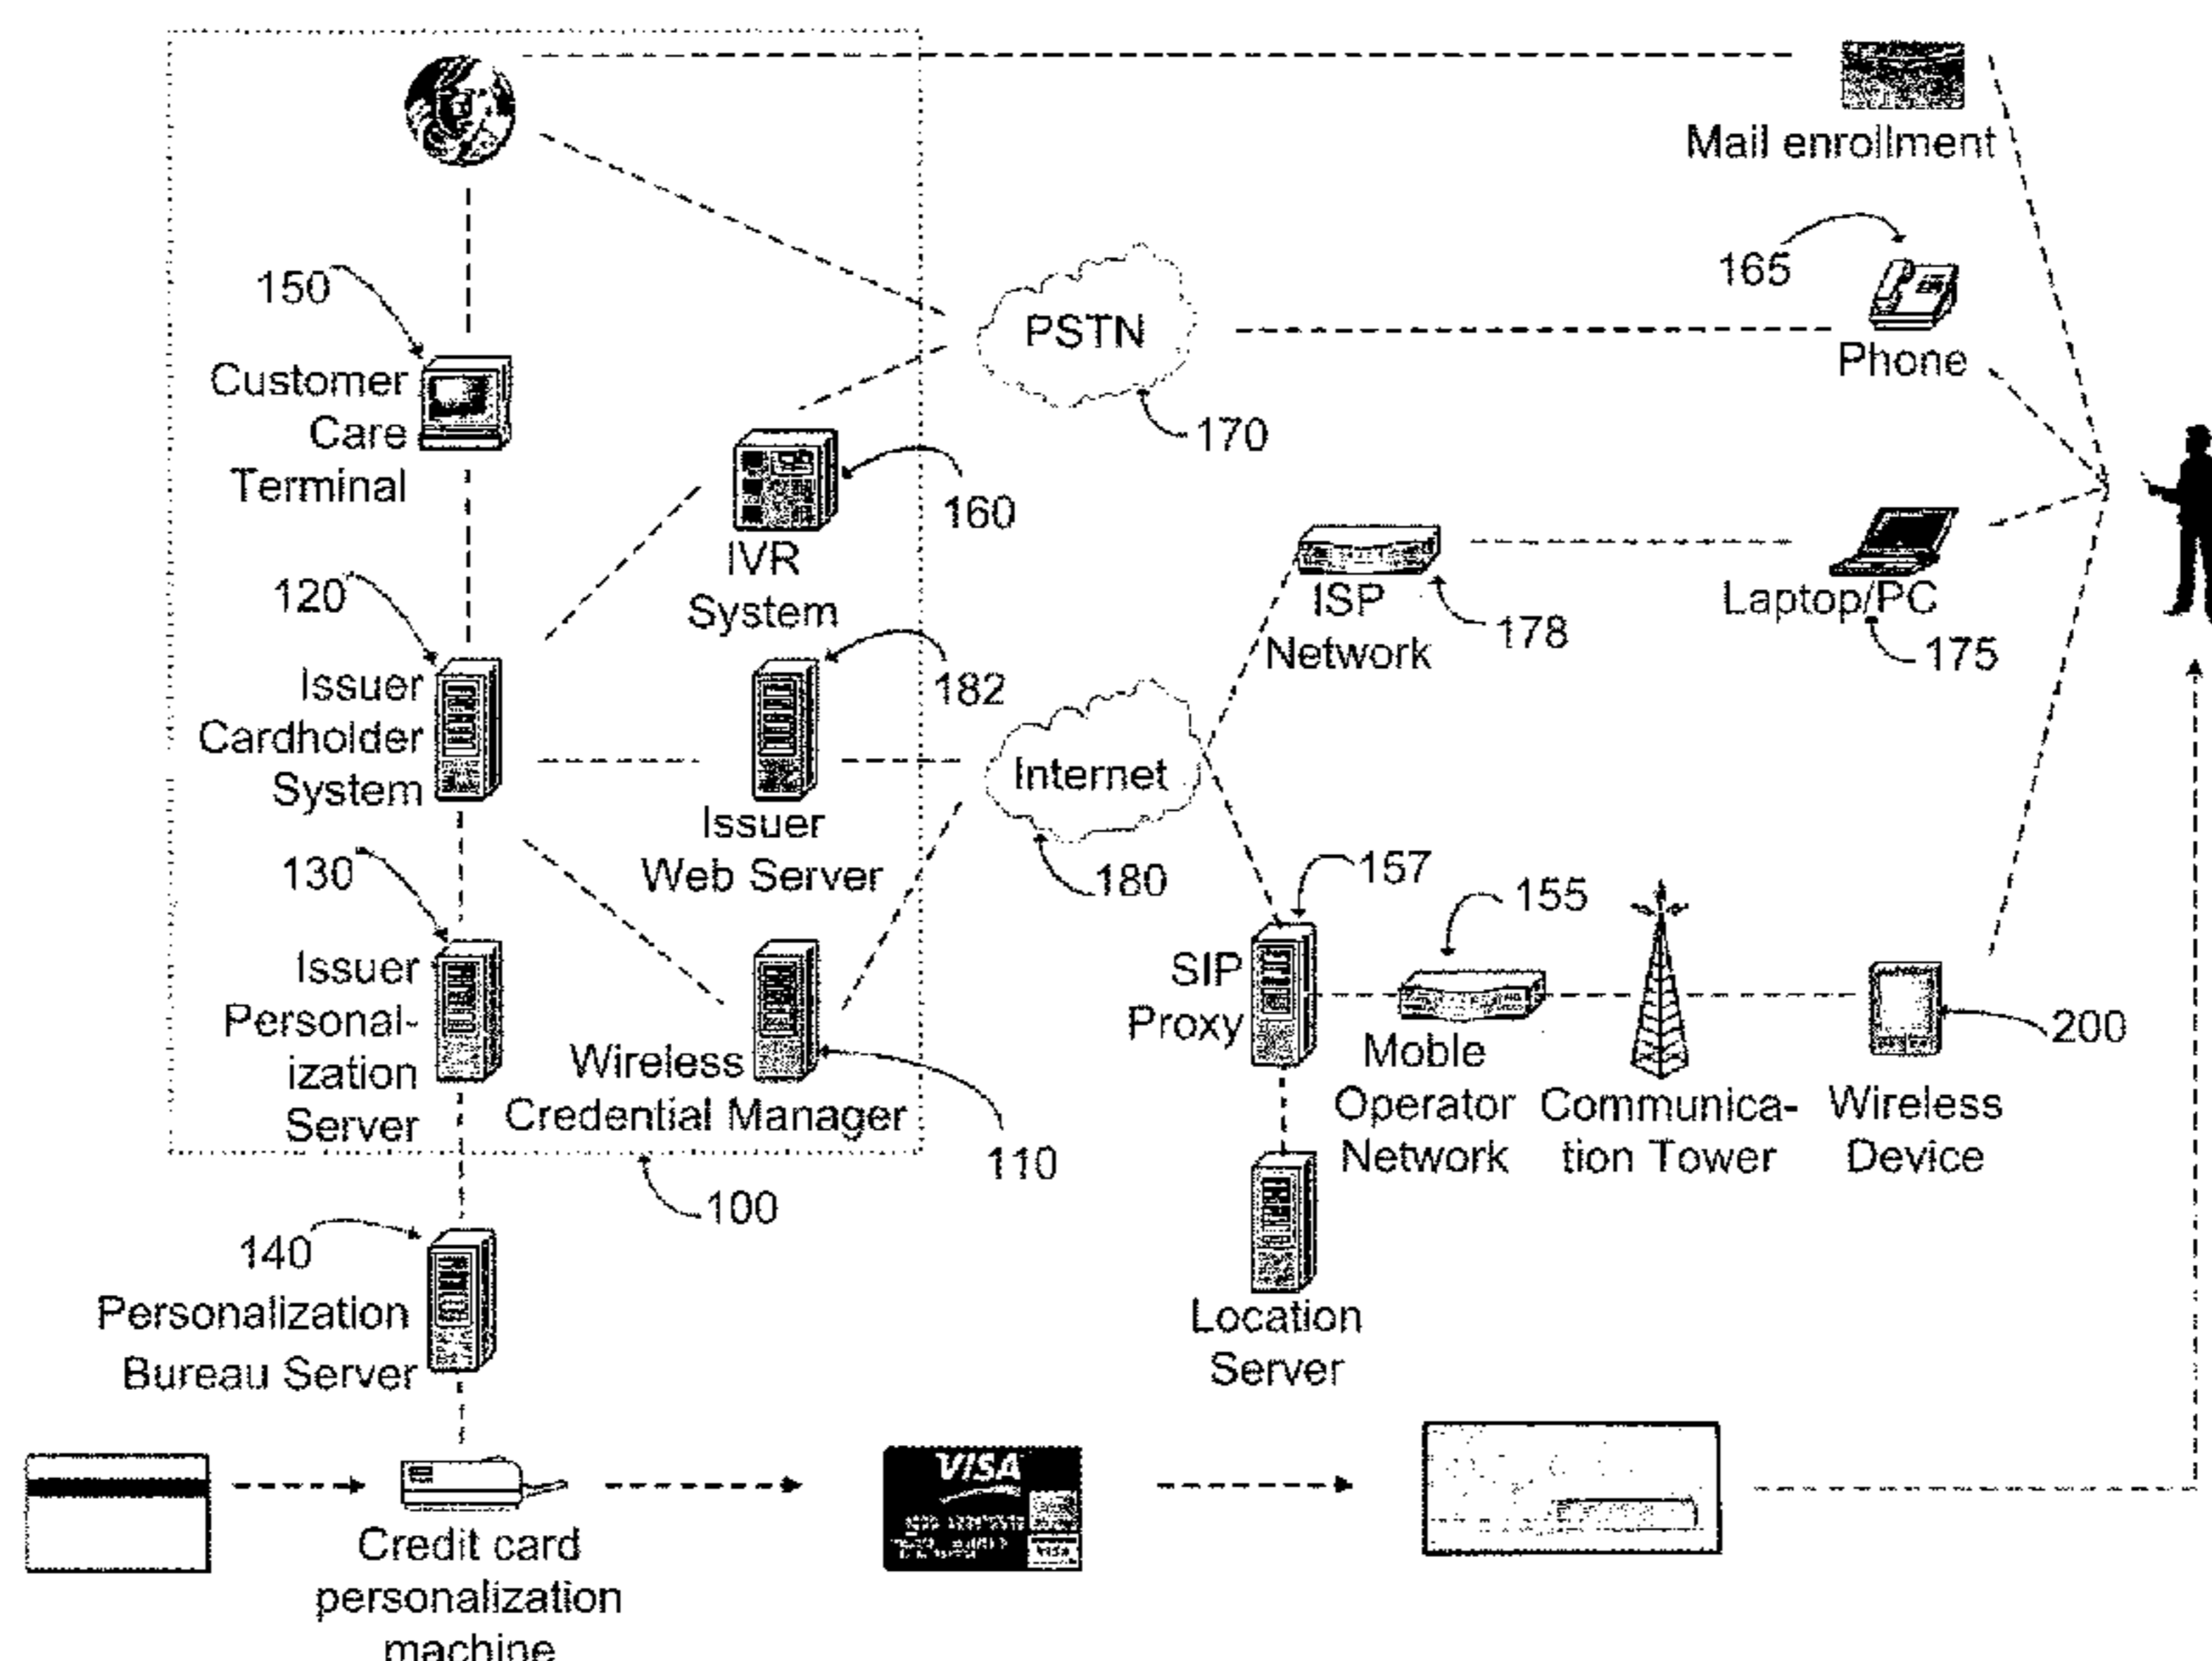 Mail enrollment
150
165
PSTN
Phone
Customer
Care
Terminal
170
160
IVR
System
120
ISP
Network
178
Laptop/PC
175
182
Issuer
Cardholder
System
Issuer
Web Server
Internet
180
130
157
155
Issuer
Personal-
ization
Server
Wireless
Credential Manager
110
SIP
Proxy
Moble
Operator
Network
Communica-
tion Tower
200
Wireless
Device
100
140
Personalization
Bureau Server
Location
Server
VISA
Credit card
personalization
machine